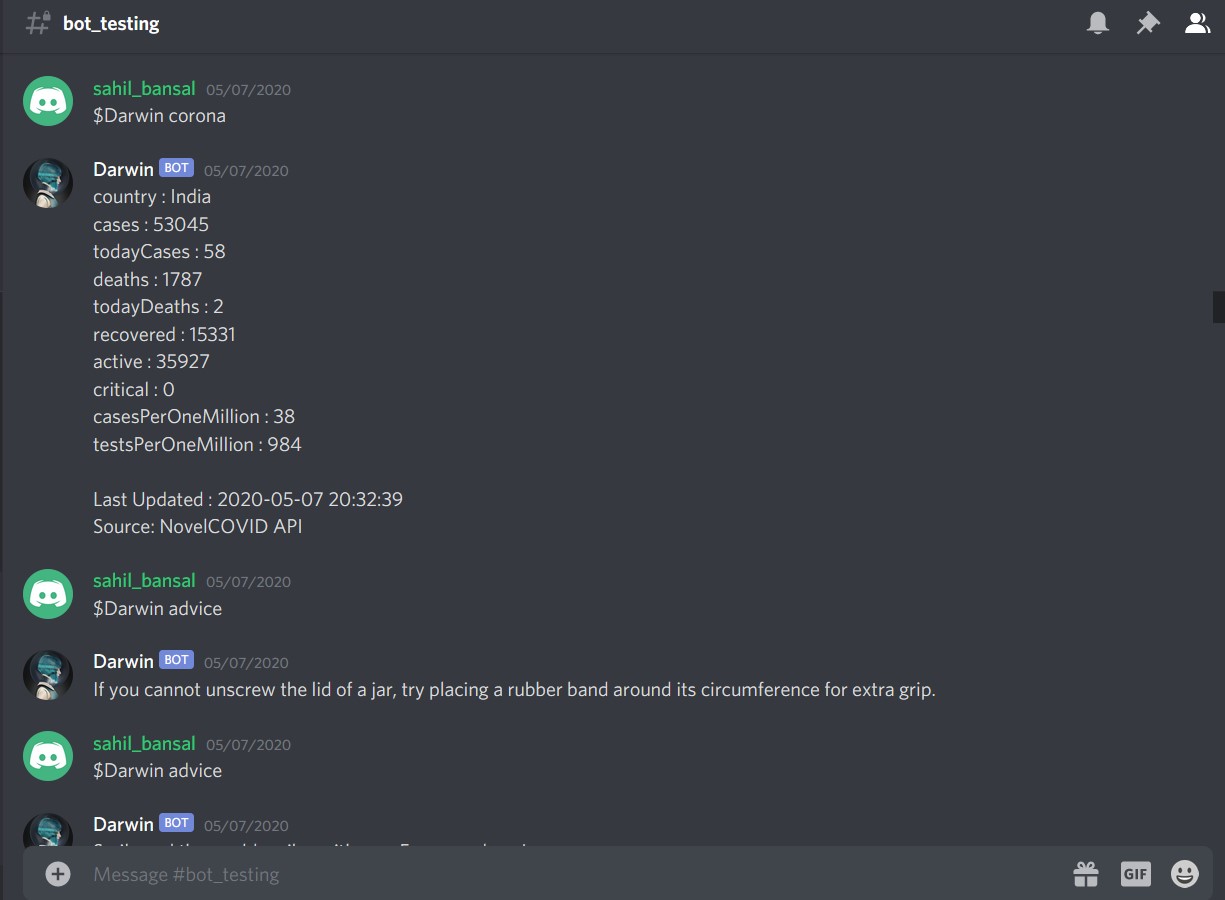 bot_testing
sahil_bansal 05/07/2020
$Darwin corona
Darwin BOT 05/07/2020
country : India
cases : 53045
todayCases : 58
deaths : 1787
todayDeaths : 2
recovered : 15331
active : 35927
critical : 0
casesPerOneMillion : 38
testsPerOneMillion : 984
Last Updated : 2020-05-07 20:32:39
Source: NovelCOVID API
sahil_bansal 05/07/2020
$Darwin advice
Darwin BOT 05/07/2020
If you cannot unscrew the lid of a jar, try placing a rubber band around its circumference for extra grip.
sahil_bansal 05/07/2020
$Darwin advice
Darwin BOT 05/07/2020
Message #bot_testing
GIF